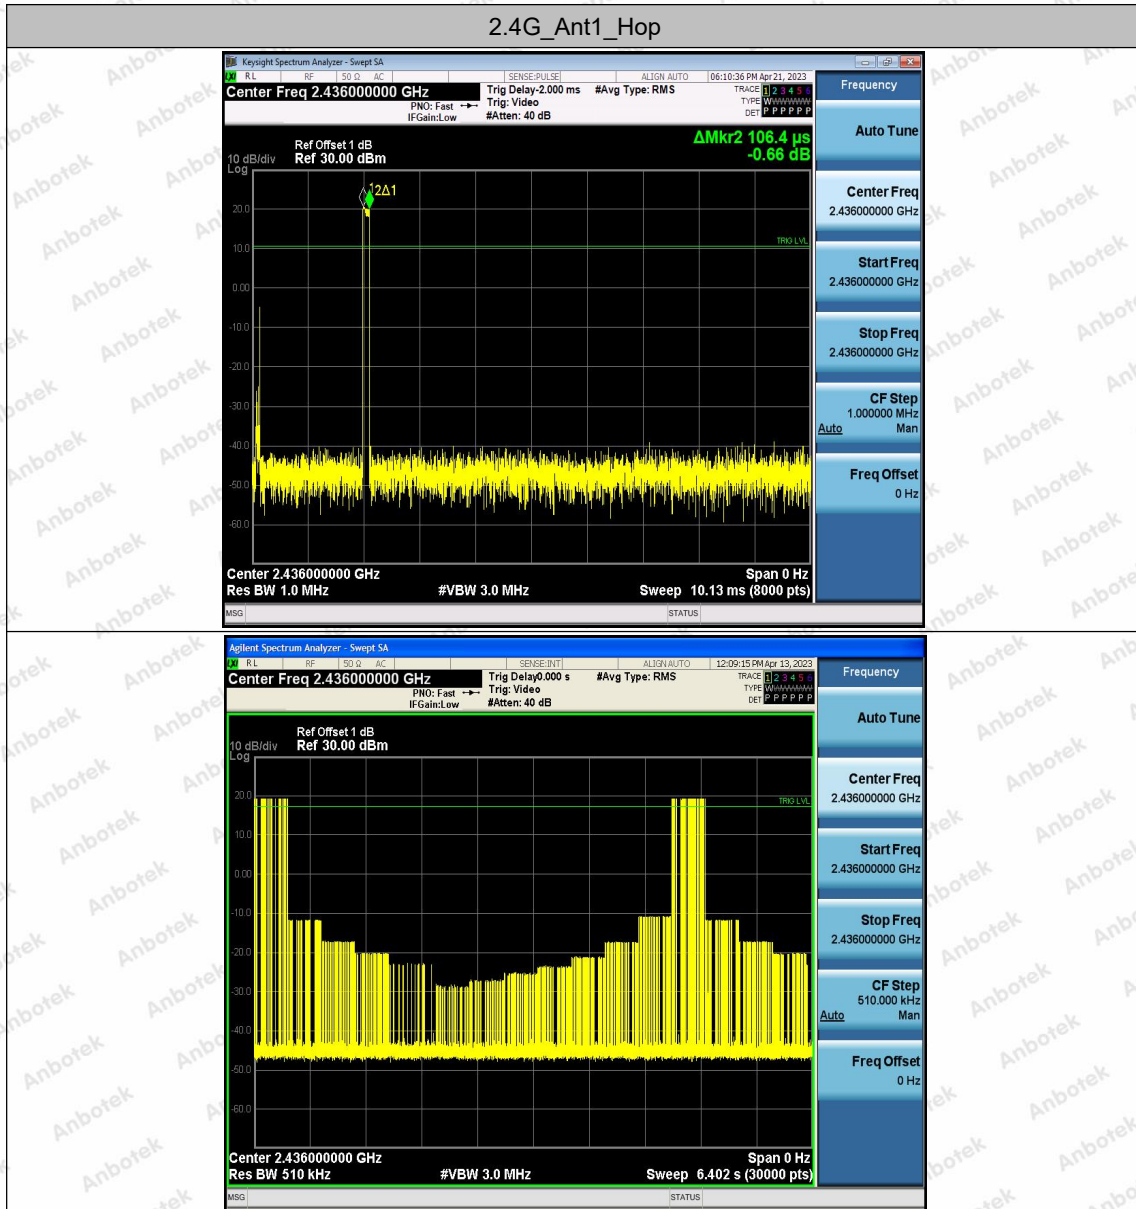 2.4G_Ant1_Hop
Keysight Spectrum Analyzer - Swept SA
LXI RL RF 50 Ω AC SENSE:PULSE ALIGN AUTO 06:10:36 PM Apr 21, 2023
Center Freq 2.436000000 GHz
PNO: Fast
IFGain:Low
Trig Delay-2.000 ms
Trig: Video
#Atten: 40 dB
#Avg Type: RMS
TRACE 1 2 3 4 5 6
TYPE WWWWWW
DET P P P P P P
Frequency
Auto Tune
Center Freq
2.436000000 GHz
Start Freq
2.436000000 GHz
Stop Freq
2.436000000 GHz
CF Step
1.000000 MHz
Auto Man
Freq Offset
0 Hz
Ref Offset 1 dB
10 dB/div Ref 30.00 dBm
Log
ΔMkr2 106.4 µs
-0.66 dB
2Δ1
TRIG LVL
20.0
10.0
0.00
-10.0
-20.0
-30.0
-40.0
-50.0
-60.0
Center 2.436000000 GHz Span 0 Hz
Res BW 1.0 MHz #VBW 3.0 MHz Sweep 10.13 ms (8000 pts)
MSG STATUS
Agilent Spectrum Analyzer - Swept SA
LXI RL RF 50 Ω AC SENSE:INT ALIGN AUTO 12:09:15 PM Apr 13, 2023
Center Freq 2.436000000 GHz
PNO: Fast
IFGain:Low
Trig Delay0.000 s
Trig: Video
#Atten: 40 dB
#Avg Type: RMS
TRACE 1 2 3 4 5 6
TYPE WWWWWW
DET P P P P P P
Frequency
Auto Tune
Center Freq
2.436000000 GHz
Start Freq
2.436000000 GHz
Stop Freq
2.436000000 GHz
CF Step
510.000 kHz
Auto Man
Freq Offset
0 Hz
Ref Offset 1 dB
10 dB/div Ref 30.00 dBm
Log
TRIG LVL
20.0
10.0
0.00
-10.0
-20.0
-30.0
-40.0
-50.0
-60.0
Center 2.436000000 GHz Span 0 Hz
Res BW 510 kHz #VBW 3.0 MHz Sweep 6.402 s (30000 pts)
MSG STATUS
Anbotek